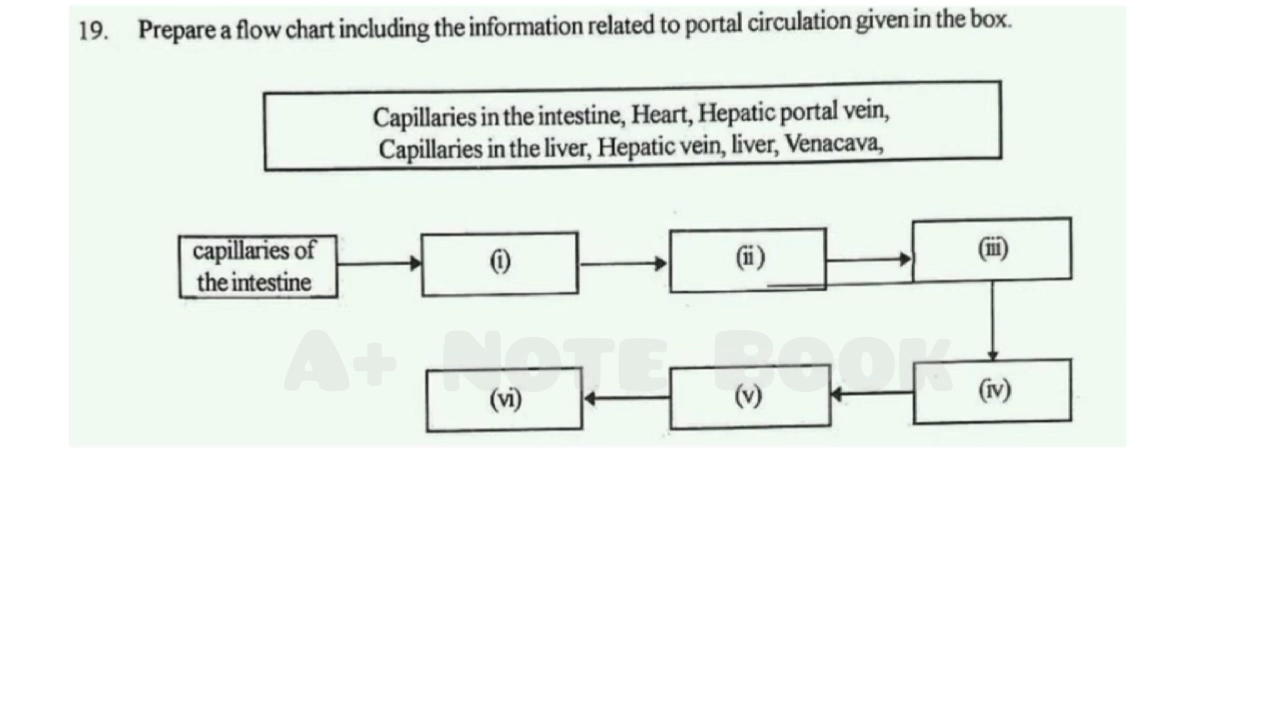 19. Prepare a flow chart including the information related to portal circulation given in the box.
Capillaries in the intestine, Heart, Hepatic portal vein,
Capillaries in the liver, Hepatic vein, liver, Venacava,
capillaries of
the intestine
(i)
(ii)
(iii)
A+ NOTE BOOK
(vi)
(v)
(iv)